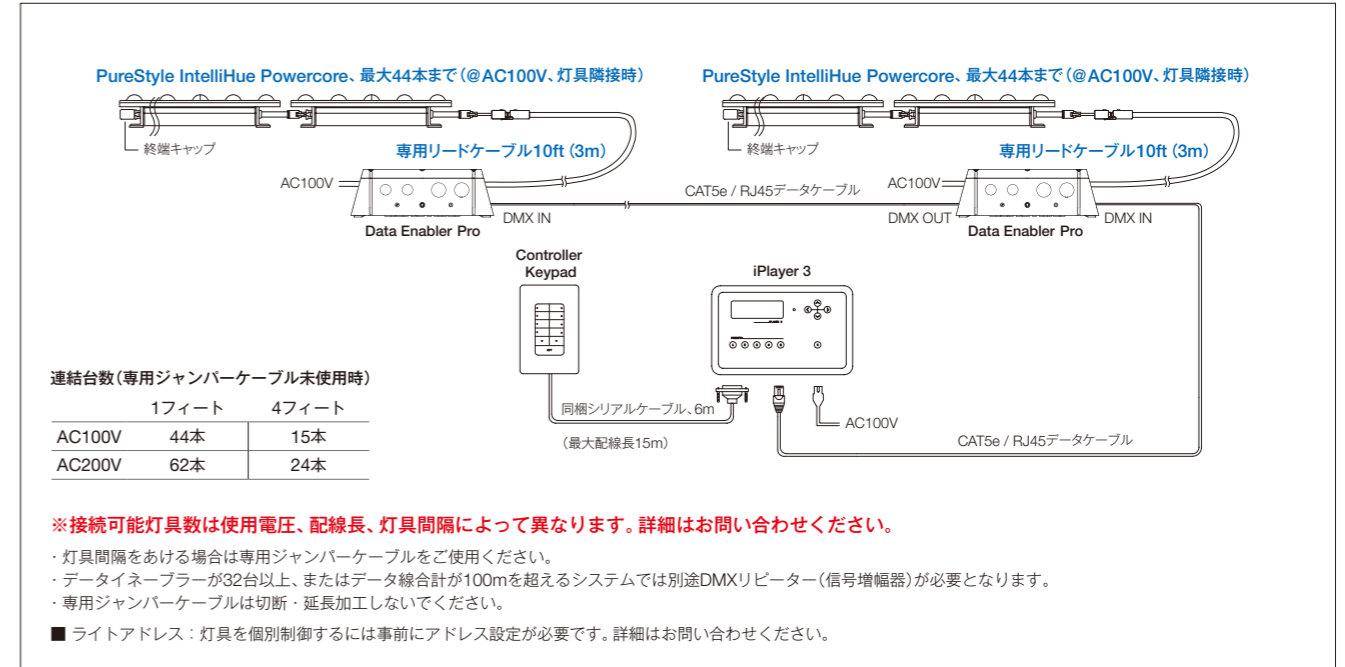 PureStyle IntelliHue Powercore、最大44本まで（@AC100V、灯具隣接時）
PureStyle IntelliHue Powercore、最大44本まで（@AC100V、灯具隣接時）
終端キャップ
専用リードケーブル10ft (3m)
終端キャップ
専用リードケーブル10ft (3m)
AC100V
CAT5e / RJ45データケーブル
AC100V
DMX IN
DMX OUT
DMX IN
Data Enabler Pro
Data Enabler Pro
Controller
Keypad
iPlayer 3
同梱シリアルケーブル、6m
（最大配線長15m）
AC100V
CAT5e / RJ45データケーブル
連結台数（専用ジャンパーケーブル未使用時）
1フィート 4フィート
AC100V 44本 15本
AC200V 62本 24本
※接続可能灯具数は使用電圧、配線長、灯具間隔によって異なります。詳細はお問い合わせください。
・灯具間隔をあける場合は専用ジャンパーケーブルをご使用ください。
・データイネーブラーが32台以上、またはデータ線合計が100mを超えるシステムでは別途DMXリピーター（信号増幅器）が必要となります。
・専用ジャンパーケーブルは切断・延長加工しないでください。
■ ライトアドレス：灯具を個別制御するには事前にアドレス設定が必要です。詳細はお問い合わせください。